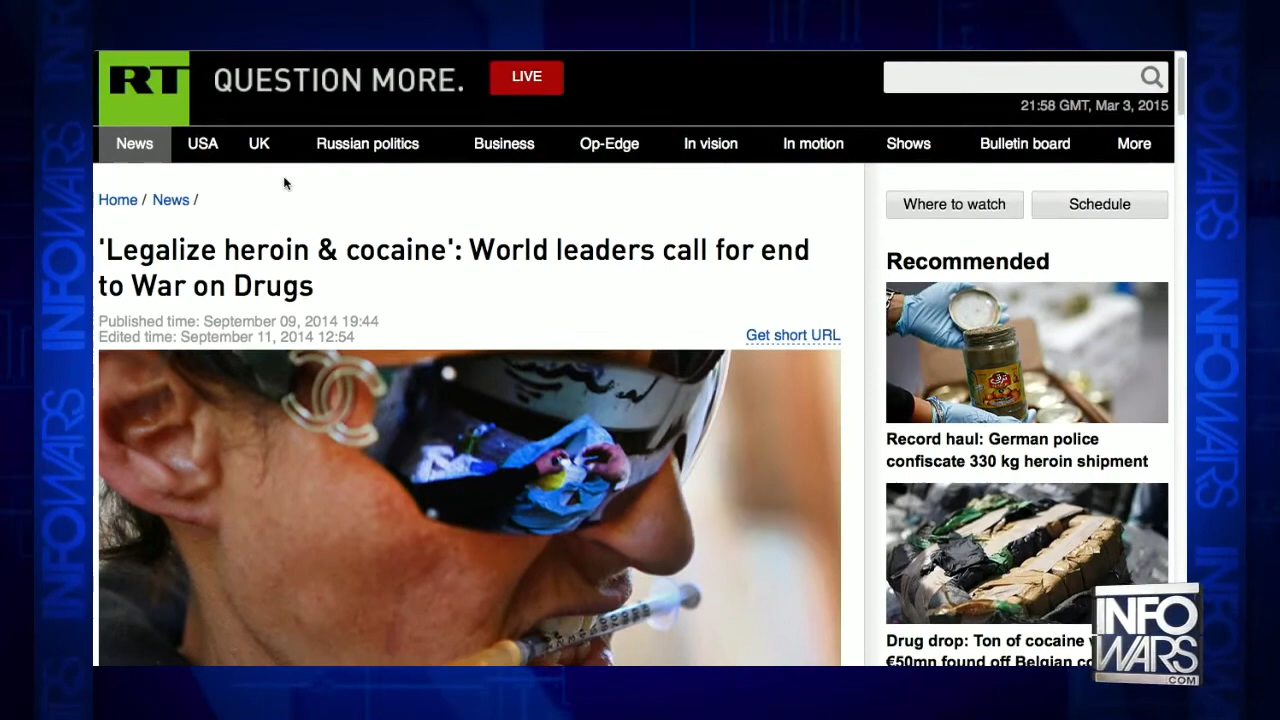 RT QUESTION MORE. LIVE
21:58 GMT, Mar 3, 2015
News USA UK Russian politics Business Op-Edge In vision In motion Shows Bulletin board More
Home / News /
Where to watch Schedule
'Legalize heroin & cocaine': World leaders call for end
to War on Drugs
Published time: September 09, 2014 19:44
Edited time: September 11, 2014 12:54
Get short URL
Recommended
Record haul: German police
confiscate 330 kg heroin shipment
Drug drop: Ton of cocaine
€50mn found off Belgian
INFO
WARS
.COM
INFOWARS
INFOWARS
INFOWARS
INFOWARS